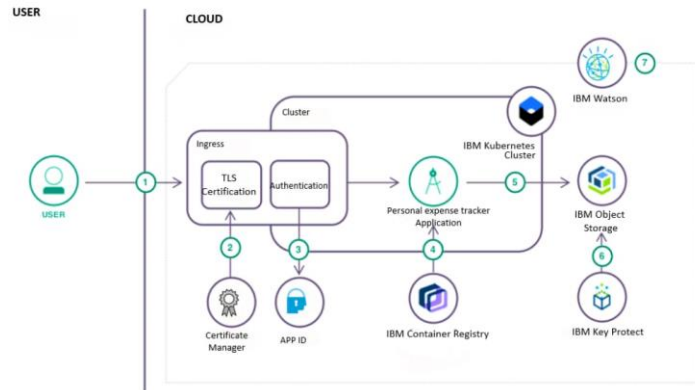 USER
CLOUD
7
IBM Watson
Cluster
IBM Kubernetes
Cluster
Ingress
TLS
Certification
Authentication
1
5
USER
Personal expense tracker
Application
IBM Object
Storage
2
3
4
6
Certificate
Manager
APP ID
IBM Container Registry
IBM Key Protect